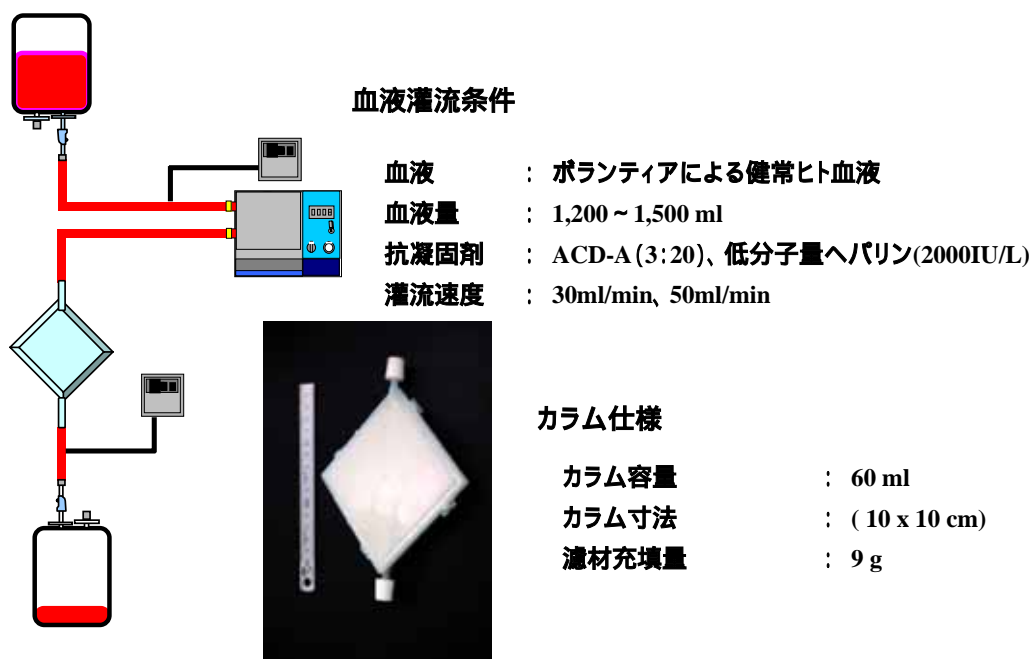 血液灌流条件
血液 : ボランティアによる健常ヒト血液
血液量 : 1,200 ~ 1,500 ml
抗凝固剤 : ACD-A(3:20)、低分子量ヘパリン(2000IU/L)
灌流速度 : 30ml/min、50ml/min
カラム仕様
カラム容量 : 60 ml
カラム寸法 : ( 10 x 10 cm)
濾材充填量 : 9 g